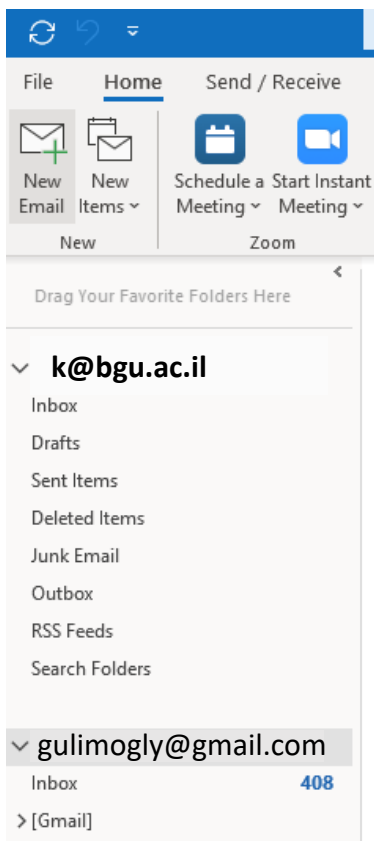 File Home Send / Receive
New Email
New Items
Schedule a Meeting
Start Instant Meeting
New Zoom
Drag Your Favorite Folders Here
k@bgu.ac.il
Inbox
Drafts
Sent Items
Deleted Items
Junk Email
Outbox
RSS Feeds
Search Folders
gulimogly@gmail.com
Inbox 408
[Gmail]